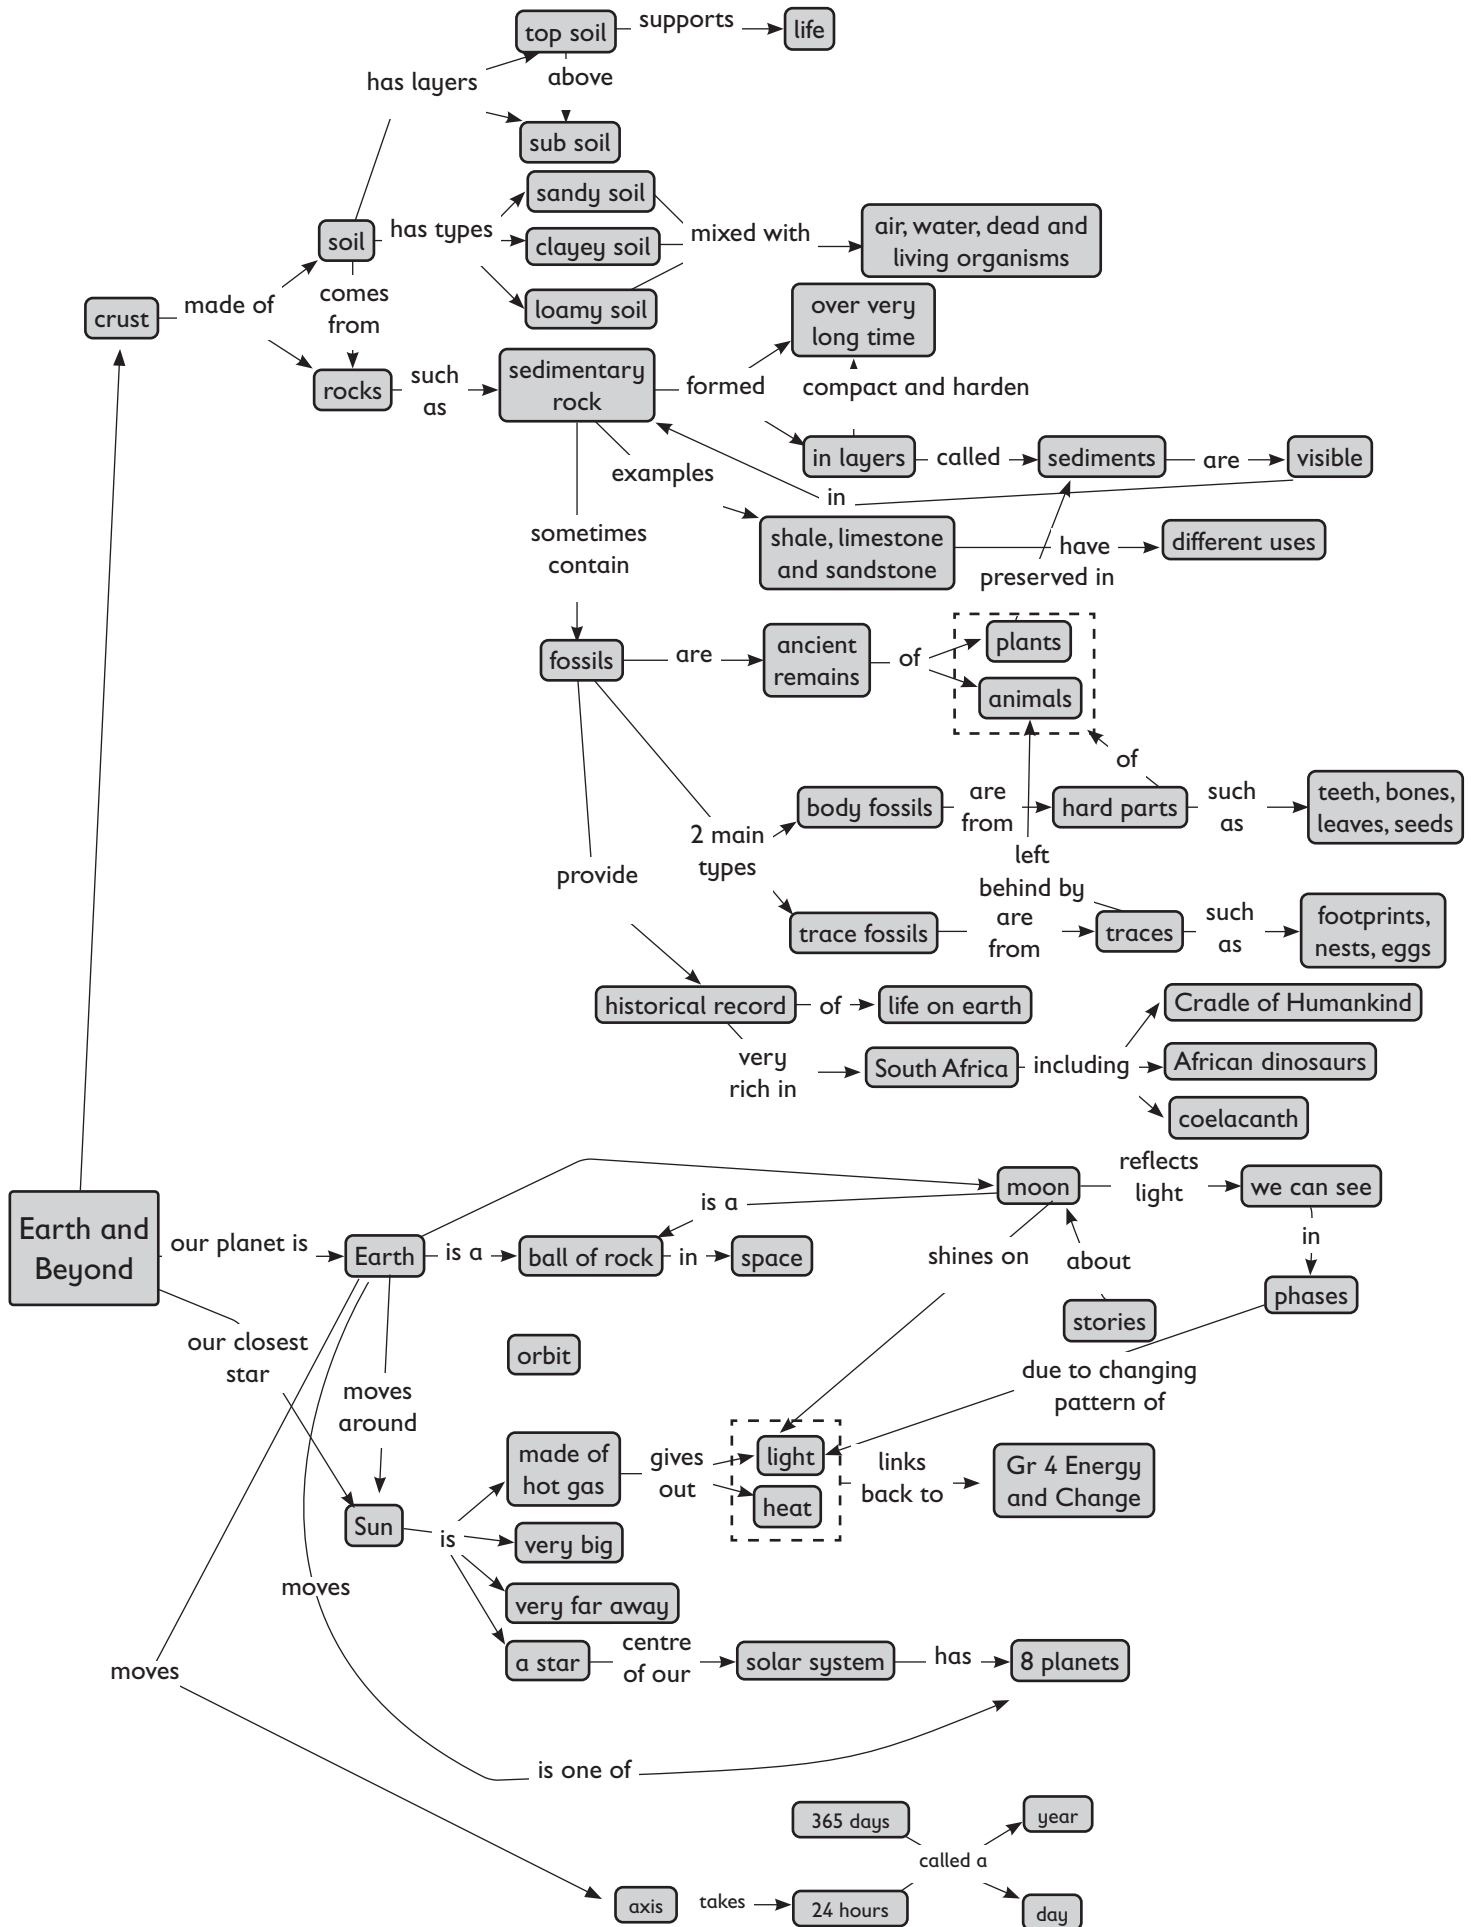 top soil
supports
life
has layers
above
sub soil
sandy soil
soil
has types
clayey soil
mixed with
air, water, dead and
living organisms
loamy soil
crust
made of
comes
from
over very
long time
rocks
such
as
sedimentary
rock
formed
compact and harden
in layers
called
sediments
are
visible
examples
in
sometimes
contain
shale, limestone
and sandstone
have
different uses
preserved in
fossils
are
ancient
remains
of
plants
animals
of
2 main
types
body fossils
are
from
hard parts
such
as
teeth, bones,
leaves, seeds
left
behind by
provide
trace fossils
are
from
traces
such
as
footprints,
nests, eggs
historical record
of
life on earth
very
rich in
South Africa
including
Cradle of Humankind
African dinosaurs
coelacanth
Earth and
Beyond
our planet is
Earth
is a
ball of rock
in
space
is a
moon
reflects
light
we can see
in
phases
shines on
about
stories
due to changing
pattern of
our closest
star
moves
around
orbit
Sun
is
made of
hot gas
gives
out
light
heat
links
back to
Gr 4 Energy
and Change
very big
very far away
a star
centre
of our
solar system
has
8 planets
moves
moves
is one of
365 days
year
called a
axis
takes
24 hours
day